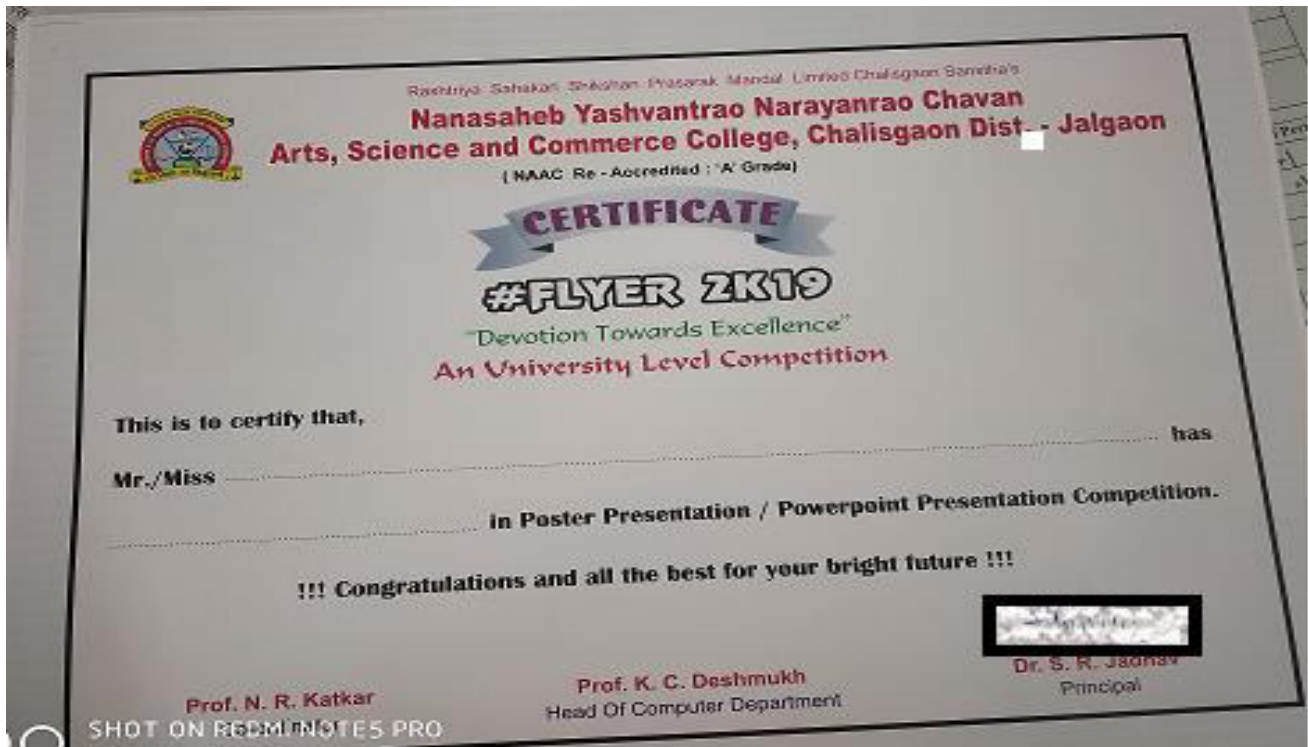 Rashtriya Sahakari Shikshan Prasarak Mandal Limited Chalisgaon Sanstha's
Nanasaheb Yashvantrao Narayanrao Chavan
Arts, Science and Commerce College, Chalisgaon Dist. - Jalgaon
( NAAC Re - Accredited : 'A' Grade)
CERTIFICATE
#FLYER 2K19
"Devotion Towards Excellence"
An University Level Competition
This is to certify that,
Mr./Miss has
in Poster Presentation / Powerpoint Presentation Competition.
!!! Congratulations and all the best for your bright future !!!
Prof. N. R. Katkar
Prof. K. C. Deshmukh
Head Of Computer Department
Dr. S. R. Jadhav
Principal
SHOT ON REDMI NOTE5 PRO